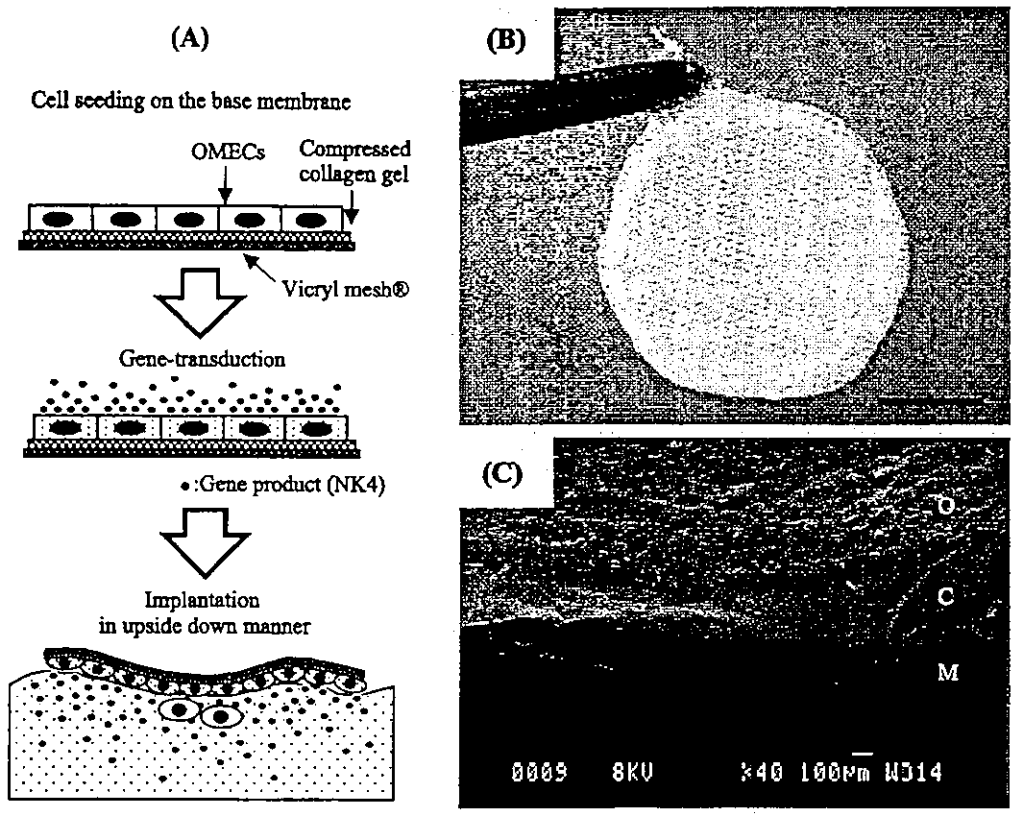 (A)
Cell seeding on the base membrane
OMECs
Compressed
collagen gel
Vicryl mesh®
Gene-transduction
•:Gene product (NK4)
Implantation
in upside down manner
(B)
(C)
O
C
M
0009 8KV X40 100µm WD14